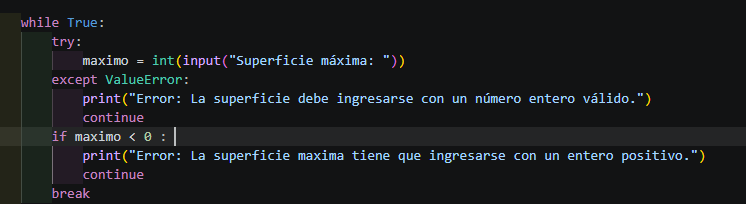 while True:
try:
maximo = int(input("Superficie máxima: "))
except ValueError:
print("Error: La superficie debe ingresarse con un número entero válido.")
continue
if maximo < 0 :
print("Error: La superficie maxima tiene que ingresarse con un entero positivo.")
continue
break